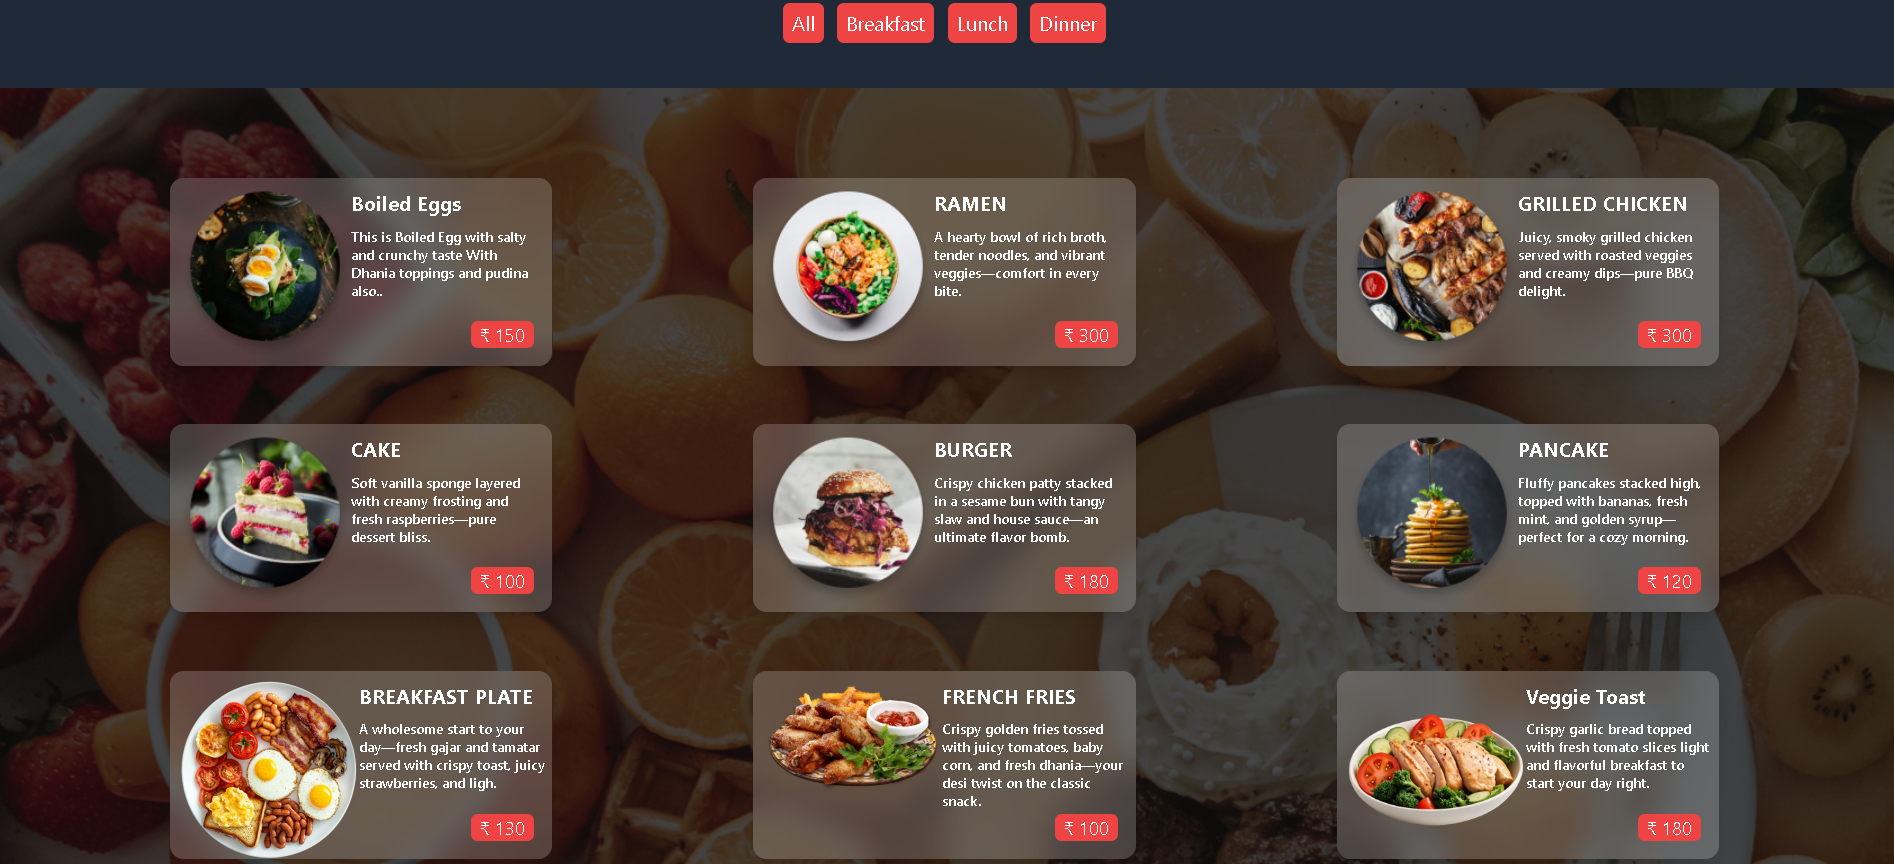 All Breakfast Lunch Dinner
Boiled Eggs
This is Boiled Egg with salty
and crunchy taste With
Dhania toppings and pudina
also..
₹ 150
RAMEN
A hearty bowl of rich broth,
tender noodles, and vibrant
veggies—comfort in every
bite.
₹ 300
GRILLED CHICKEN
Juicy, smoky grilled chicken
served with roasted veggies
and creamy dips—pure BBQ
delight.
₹ 300
CAKE
Soft vanilla sponge layered
with creamy frosting and
fresh raspberries—pure
dessert bliss.
₹ 100
BURGER
Crispy chicken patty stacked
in a sesame bun with tangy
slaw and house sauce—an
ultimate flavor bomb.
₹ 180
PANCAKE
Fluffy pancakes stacked high,
topped with bananas, fresh
mint, and golden syrup—
perfect for a cozy morning.
₹ 120
BREAKFAST PLATE
A wholesome start to your
day—fresh gajar and tamatar
served with crispy toast, juicy
strawberries, and ligh.
₹ 130
FRENCH FRIES
Crispy golden fries tossed
with juicy tomatoes, baby
corn, and fresh dhania—your
desi twist on the classic
snack.
₹ 100
Veggie Toast
Crispy garlic bread topped
with fresh tomato slices light
and flavorful breakfast to
start your day right.
₹ 180